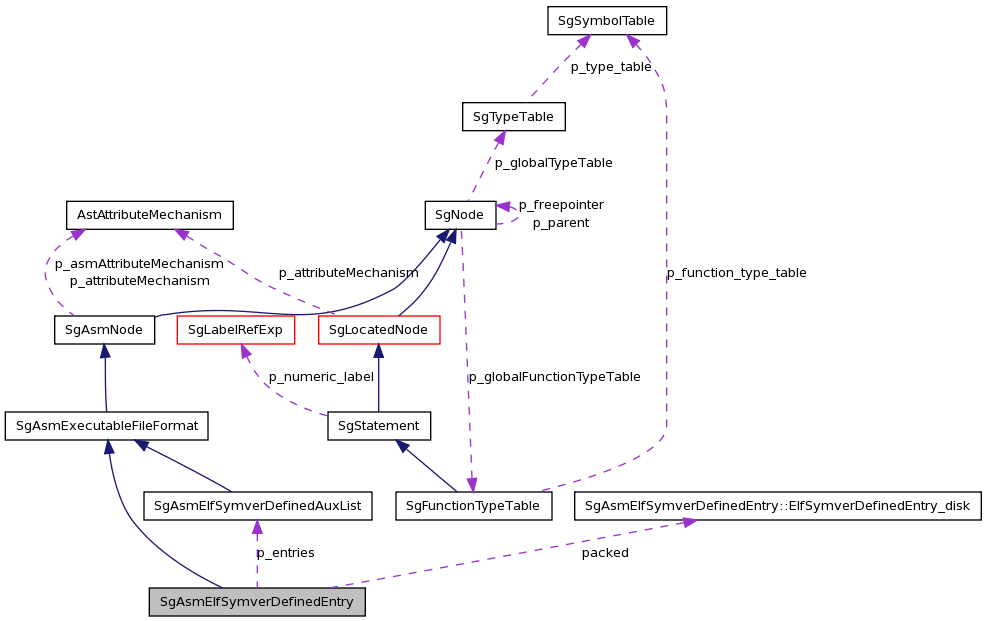 SgSymbolTable
p_type_table
SgTypeTable
p_globalTypeTable
AstAttributeMechanism
SgNode
p_freepointer
p_parent
p_asmAttributeMechanism
p_attributeMechanism
p_attributeMechanism
p_function_type_table
SgAsmNode
SgLabelRefExp
SgLocatedNode
p_numeric_label
p_globalFunctionTypeTable
SgAsmExecutableFileFormat
SgStatement
SgAsmElfSymverDefinedAuxList
SgFunctionTypeTable
SgAsmElfSymverDefinedEntry::ElfSymverDefinedEntry_disk
p_entries
packed
SgAsmElfSymverDefinedEntry